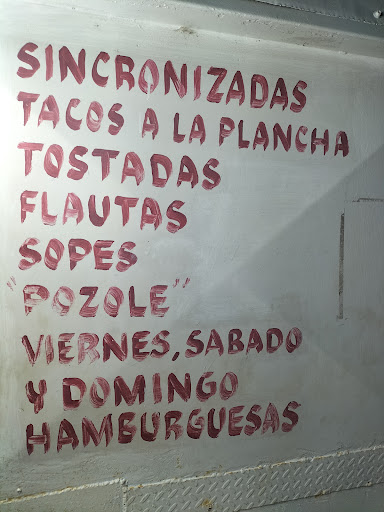 SINCRONIZADAS
TACOS A LA PLANCHA
TOSTADAS
FLAUTAS
SOPES
"POZOLE"
VIERNES, SABADO
Y DOMINGO
HAMBURGUESAS